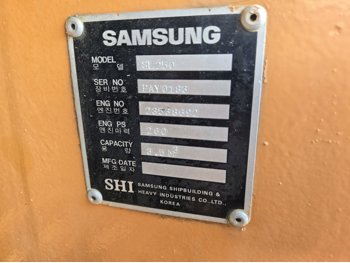 SAMSUNG
MODEL SL250
모델
SER NO
장비번호
ENG NO
엔진번호
ENG PS 260
엔진마력
CAPACITY
용량
MFG.DATE
제조일자
SHI SAMSUNG SHIPBUILDING &
HEAVY INDUSTRIES CO.,LTD.
KOREA